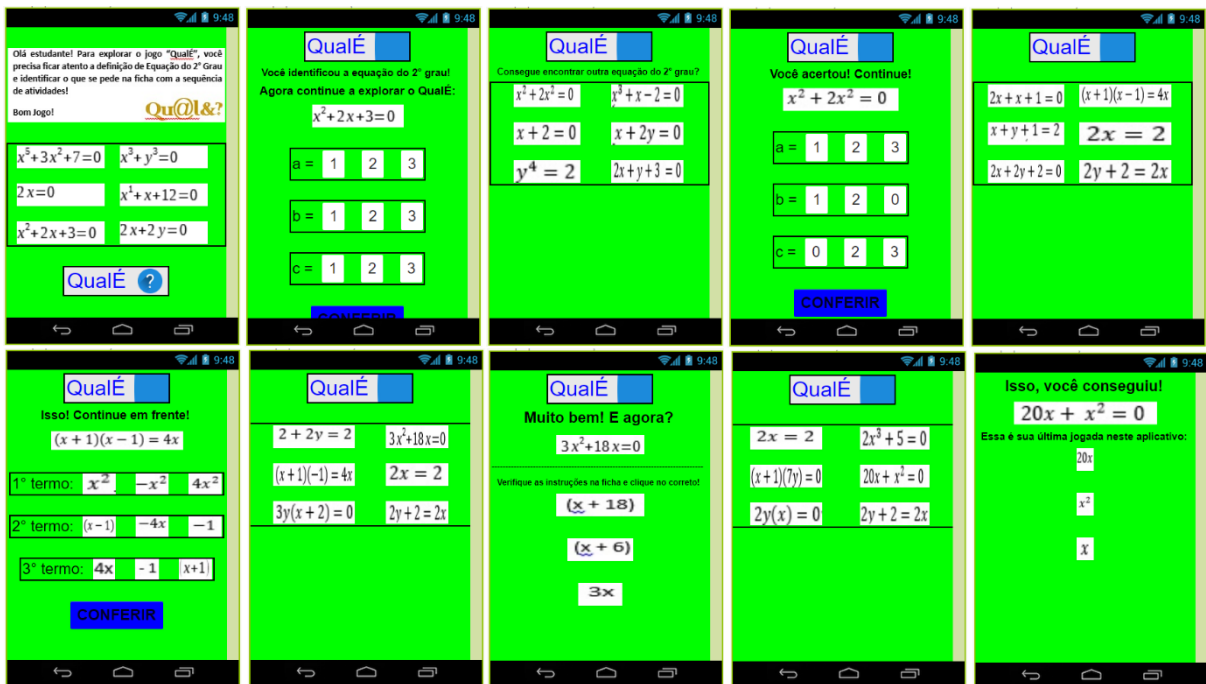 9:48
Olá estudante! Para explorar o jogo "QualÉ", você
precisa ficar atento a definição de Equação do 2° Grau
e identificar o que se pede na ficha com a sequência
de atividades!
Bom Jogo!
Qu@l&?
x⁵+3x²+7=0 x³+y³=0
2x=0 x¹+x+12=0
x²+2x+3=0 2x+2y=0
QualÉ ?
9:48
QualÉ
Você identificou a equação do 2° grau!
Agora continue a explorar o QualÉ:
x²+2x+3=0
a = 1 2 3
b = 1 2 3
c = 1 2 3
CONFERIR
9:48
QualÉ
Consegue encontrar outra equação do 2° grau?
x²+2x²=0 x³+x−2=0
x+2=0 x+2y=0
y⁴=2 2x+y+3=0
9:48
QualÉ
Você acertou! Continue!
x² + 2x² = 0
a = 1 2 3
b = 1 2 0
c = 0 2 3
CONFERIR
9:48
QualÉ
2x+x+1=0 (x+1)(x−1)=4x
x+y+1=2 2x = 2
2x+2y+2=0 2y+2=2x
9:48
QualÉ
Isso! Continue em frente!
(x + 1)(x − 1) = 4x
1° termo: x² −x² 4x²
2° termo: (x−1) −4x −1
3° termo: 4x -1 x+1)
CONFERIR
9:48
QualÉ
2+2y=2 3x²+18x=0
(x+1)(−1)=4x 2x = 2
3y(x+2)=0 2y+2=2x
9:48
QualÉ
Muito bem! E agora?
3x²+18x=0
Verifique as instruções na ficha e clique no correto!
(x + 18)
(x + 6)
3x
9:48
QualÉ
2x = 2 2x³+5=0
(x+1)(7y)=0 20x+x²=0
2y(x)=0 2y+2=2x
9:48
Isso, você conseguiu!
20x + x² = 0
Essa é sua última jogada neste aplicativo:
20x
x²
x